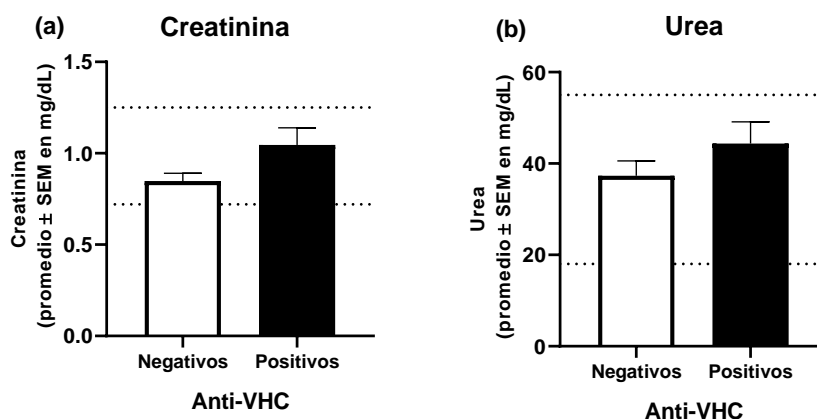 (a)
Creatinina
Creatinina
(promedio ± SEM en mg/dL)
1.5
1.0
0.5
0.0
Negativos Positivos
Anti-VHC
(b)
Urea
Urea
(promedio ± SEM en mg/dL)
60
40
20
0
Negativos Positivos
Anti-VHC